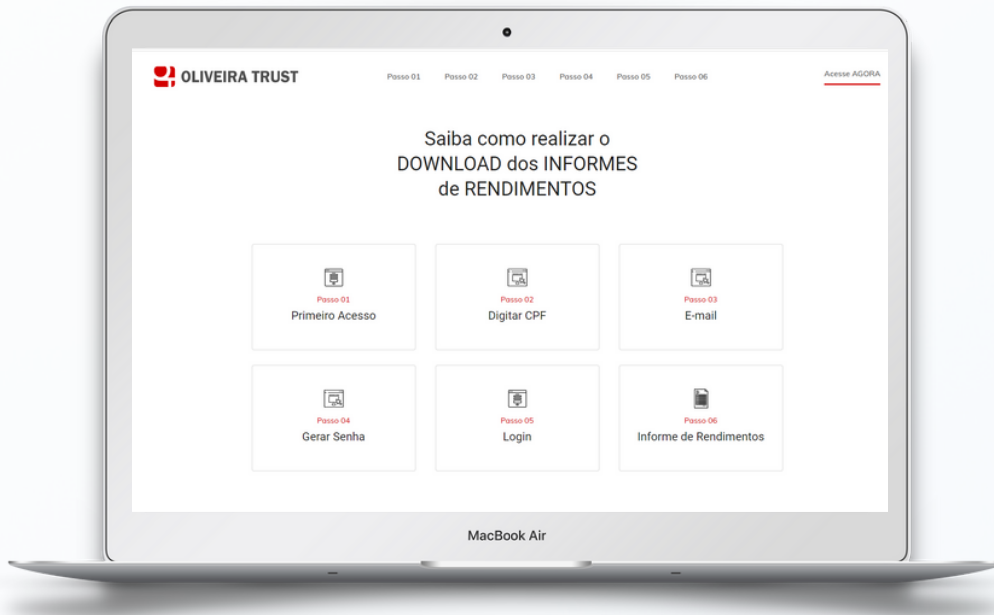 OLIVEIRA TRUST
Passo 01
Passo 02
Passo 03
Passo 04
Passo 05
Passo 06
Acesse AGORA
Saiba como realizar o
DOWNLOAD dos INFORMES
de RENDIMENTOS
Passo 01
Primeiro Acesso
Passo 02
Digitar CPF
Passo 03
E-mail
Passo 04
Gerar Senha
Passo 05
Login
Passo 06
Informe de Rendimentos
MacBook Air